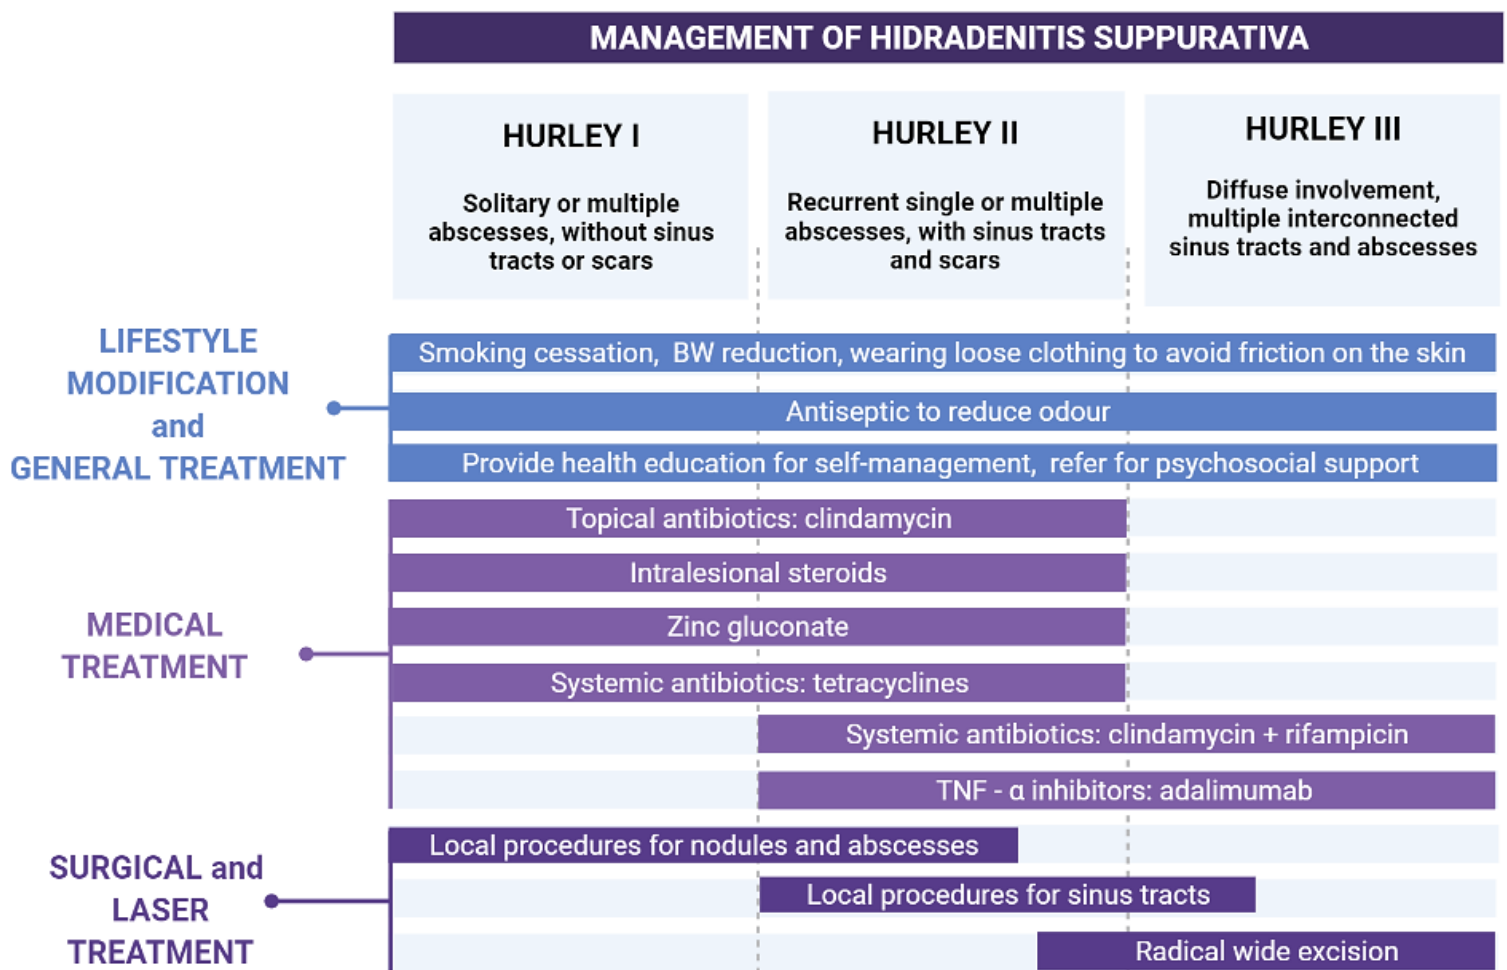 MANAGEMENT OF HIDRADENITIS SUPPURATIVA
HURLEY I
Solitary or multiple
abscesses, without sinus
tracts or scars
HURLEY II
Recurrent single or multiple
abscesses, with sinus tracts
and scars
HURLEY III
Diffuse involvement,
multiple interconnected
sinus tracts and abscesses
LIFESTYLE
MODIFICATION
and
GENERAL TREATMENT
Smoking cessation, BW reduction, wearing loose clothing to avoid friction on the skin
Antiseptic to reduce odour
Provide health education for self-management, refer for psychosocial support
MEDICAL
TREATMENT
Topical antibiotics: clindamycin
Intralesional steroids
Zinc gluconate
Systemic antibiotics: tetracyclines
Systemic antibiotics: clindamycin + rifampicin
TNF - α inhibitors: adalimumab
SURGICAL and
LASER
TREATMENT
Local procedures for nodules and abscesses
Local procedures for sinus tracts
Radical wide excision